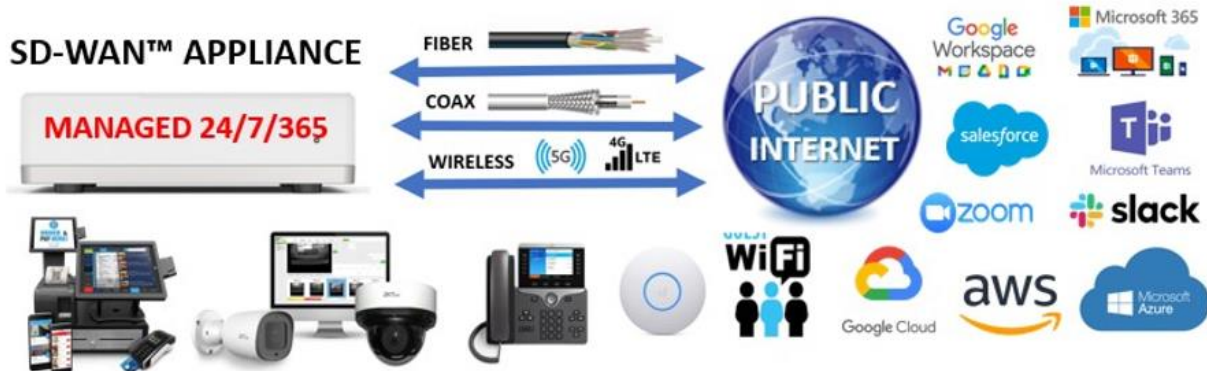 SD-WAN™ APPLIANCE
MANAGED 24/7/365
FIBER
COAX
WIRELESS
5G
4G
LTE
PUBLIC
INTERNET
Google
Workspace
Microsoft 365
salesforce
Microsoft Teams
zoom
slack
GUEST
WiFi
Google Cloud
aws
Microsoft
Azure